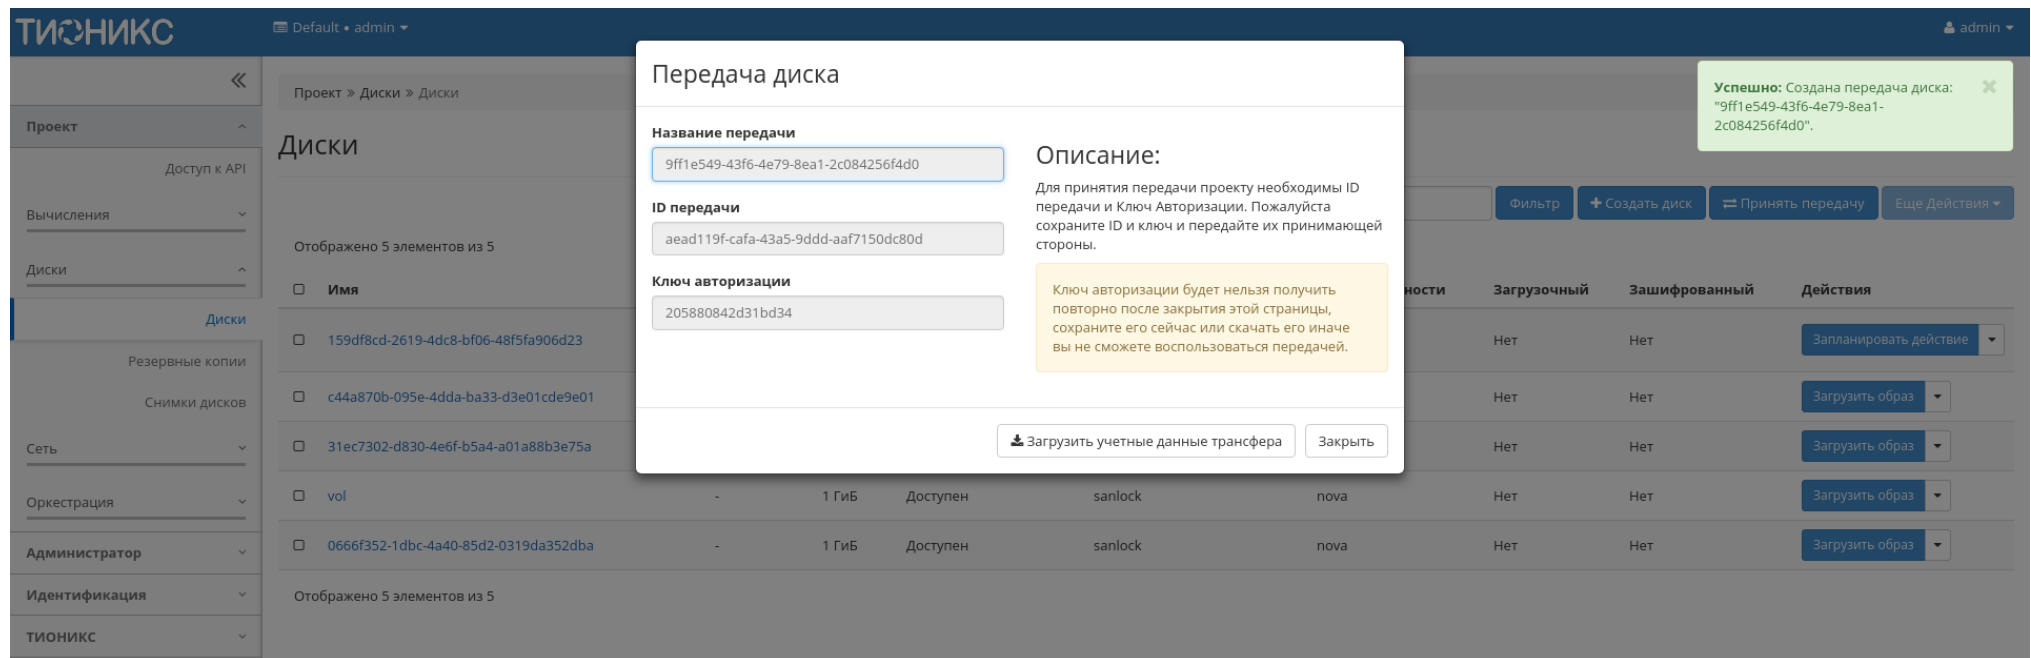 ТИОНИКС
Default • admin
admin
Проект
Доступ к API
Вычисления
Диски
Диски
Резервные копии
Снимки дисков
Сеть
Оркестрация
Администратор
Идентификация
ТИОНИКС
Проект » Диски » Диски
Диски
Фильтр
Создать диск
Принять передачу
Еще Действия
Отображено 5 элементов из 5
Имя ности Загрузочный Зашифрованный Действия
159df8cd-2619-4dc8-bf06-48f5fa906d23 Нет Нет Запланировать действие
c44a870b-095e-4dda-ba33-d3e01cde9e01 Нет Нет Загрузить образ
31ec7302-d830-4e6f-b5a4-a01a88b3e75a Нет Нет Загрузить образ
vol - 1 ГиБ Доступен sanlock nova Нет Нет Загрузить образ
0666f352-1dbc-4a40-85d2-0319da352dba - 1 ГиБ Доступен sanlock nova Нет Нет Загрузить образ
Отображено 5 элементов из 5
Передача диска
Название передачи
9ff1e549-43f6-4e79-8ea1-2c084256f4d0
ID передачи
aead119f-cafa-43a5-9ddd-aaf7150dc80d
Ключ авторизации
205880842d31bd34
Описание:
Для принятия передачи проекту необходимы ID
передачи и Ключ Авторизации. Пожалуйста
сохраните ID и ключ и передайте их принимающей
стороны.
Ключ авторизации будет нельзя получить
повторно после закрытия этой страницы,
сохраните его сейчас или скачать его иначе
вы не сможете воспользоваться передачей.
Загрузить учетные данные трансфера
Закрыть
Успешно: Создана передача диска:
"9ff1e549-43f6-4e79-8ea1-
2c084256f4d0".